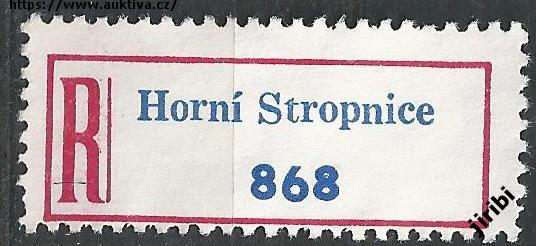 https://www.auktiva.cz/
R
Horní Stropnice
868
jiribi